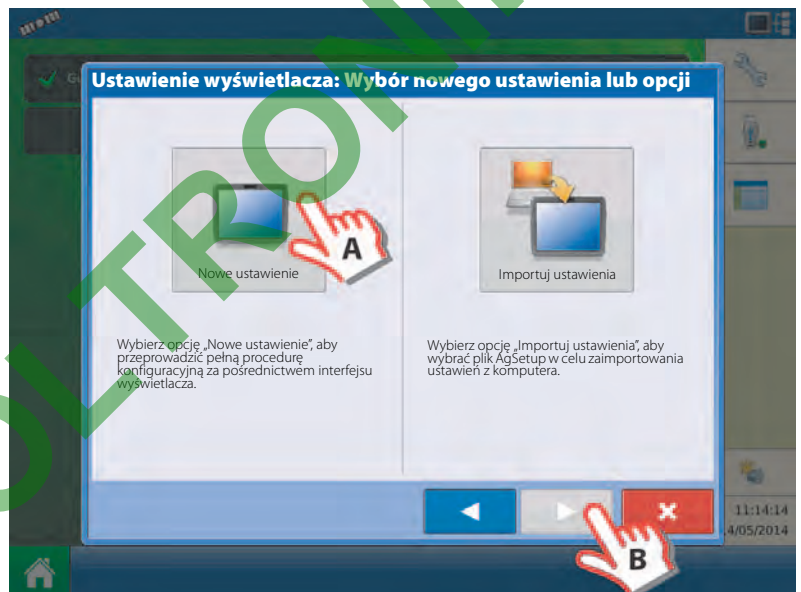 Ustawienie wyświetlacza: Wybór nowego ustawienia lub opcji
Nowe ustawienie
A
Importuj ustawienia
Wybierz opcję „Nowe ustawienie”, aby
przeprowadzić pełną procedurę
konfiguracyjną za pośrednictwem interfejsu
wyświetlacza.
Wybierz opcję „Importuj ustawienia”, aby
wybrać plik AgSetup w celu zaimportowania
ustawień z komputera.
11:14:14
4/05/2014
B